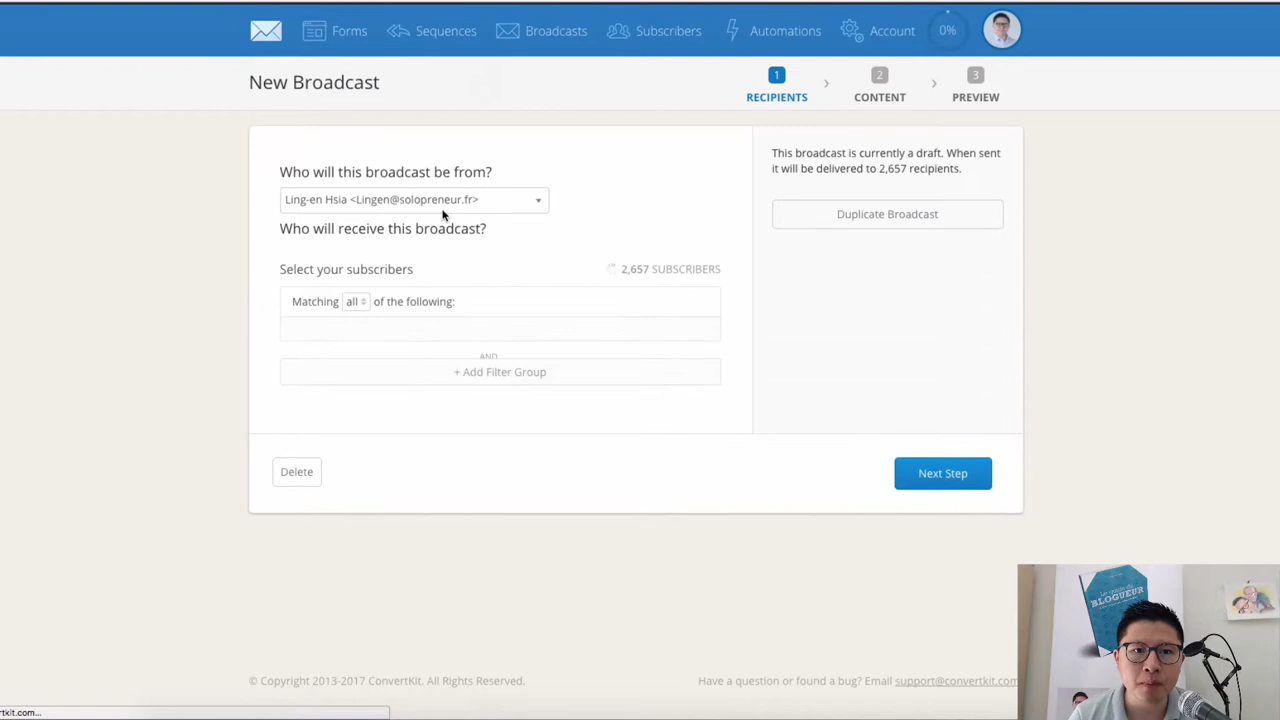 Forms
Sequences
Broadcasts
Subscribers
Automations
Account
0%
New Broadcast
1
RECIPIENTS
2
CONTENT
3
PREVIEW
Who will this broadcast be from?
Ling-en Hsia <Lingen@solopreneur.fr>
Who will receive this broadcast?
Select your subscribers
2,657 SUBSCRIBERS
Matching all of the following:
AND
+ Add Filter Group
This broadcast is currently a draft. When sent
it will be delivered to 2,657 recipients.
Duplicate Broadcast
Delete
Next Step
BLOGUEUR
© Copyright 2013-2017 ConvertKit. All Rights Reserved.
Have a question or found a bug? Email support@convertkit.com
rtkit.com...